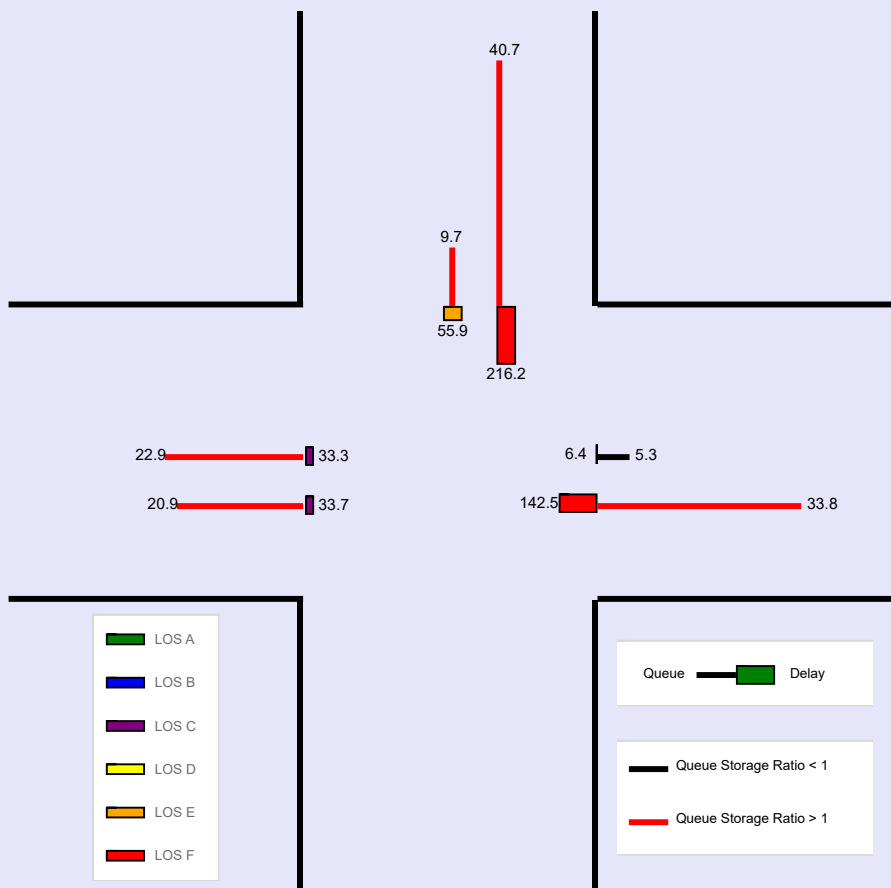 40.7
9.7
55.9
216.2
22.9 33.3 6.4 5.3
20.9 33.7 142.5 33.8
LOS A
LOS B
LOS C
LOS D
LOS E
LOS F
Queue Delay
Queue Storage Ratio < 1
Queue Storage Ratio > 1